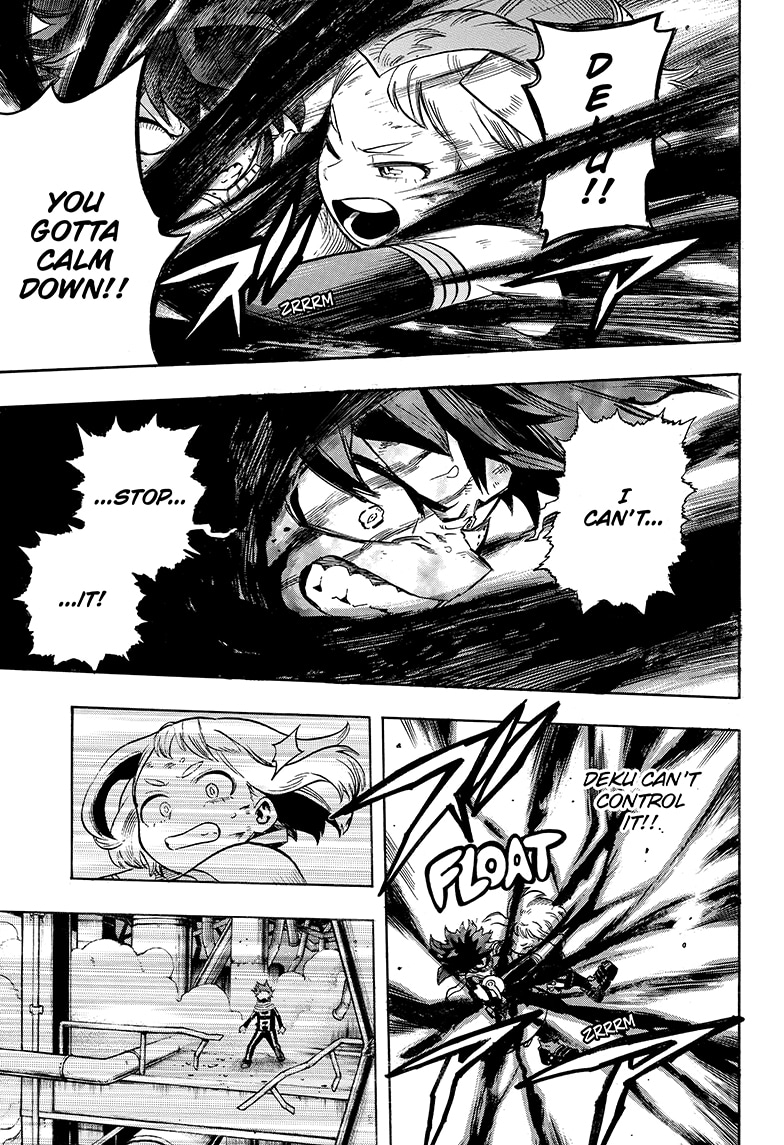 DEKU!!
YOU
GOTTA
CALM
DOWN!!
ZRRRM
I
CAN'T...
...STOP...
...IT!
DEKU CAN'T
CONTROL
IT!!
FLOAT
ZRRRM